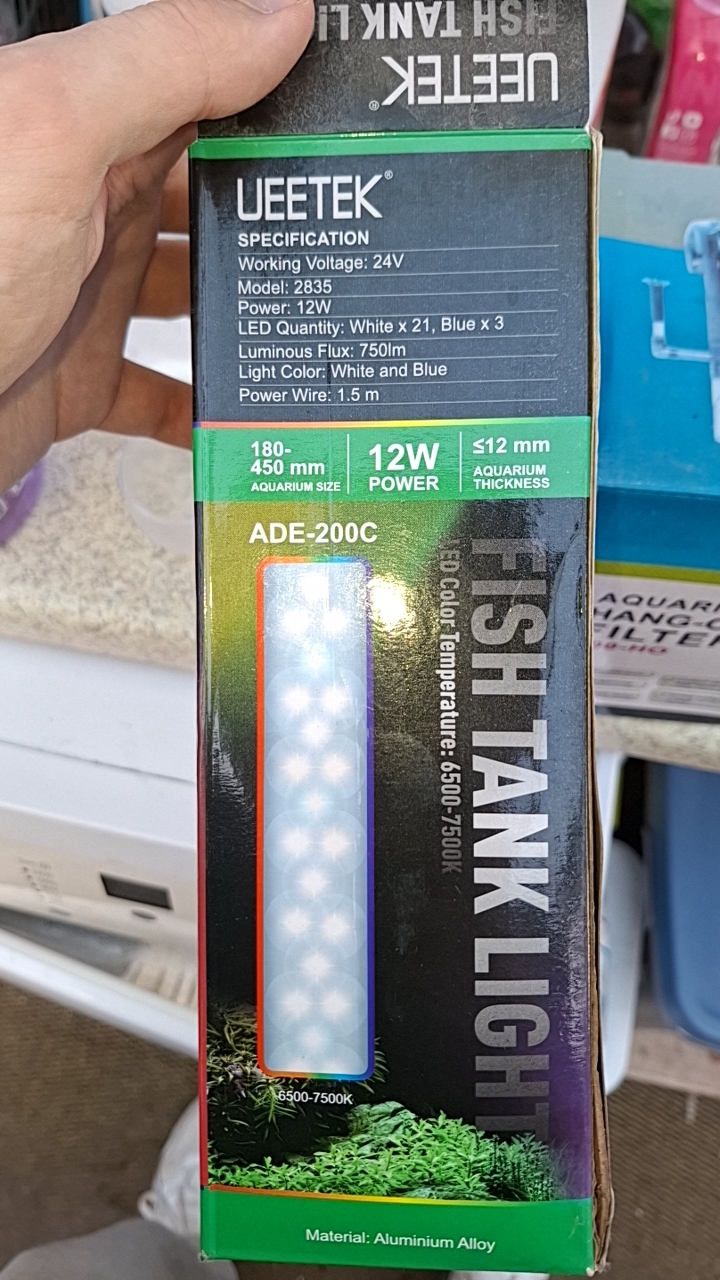 FISH TANK LI
UEETEK®
UEETEK®
SPECIFICATION
Working Voltage: 24V
Model: 2835
Power: 12W
LED Quantity: White x 21, Blue x 3
Luminous Flux: 750lm
Light Color: White and Blue
Power Wire: 1.5 m
180-
450 mm
AQUARIUM SIZE
12W
POWER
≤12 mm
AQUARIUM
THICKNESS
ADE-200C
FISH TANK LIGHT
LED Color Temperature: 6500-7500K
6500-7500K
Material: Aluminium Alloy
AQUARI
HANG-O
FILTE